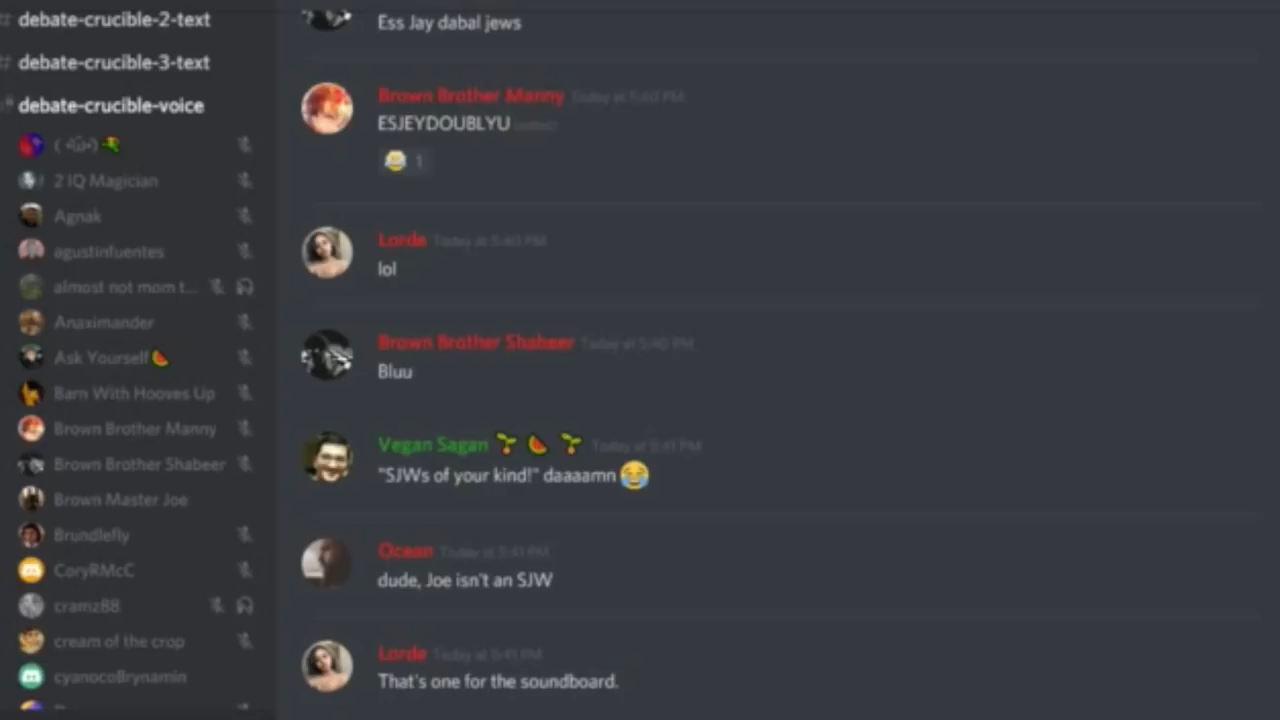 debate-crucible-2-text
debate-crucible-3-text
debate-crucible-voice
2 IQ Magician
Agnak
agustinfuentes
almost not mom t...
Anaximander
Ask Yourself🍉
Barn With Hooves Up
Brown Brother Manny
Brown Brother Shabeer
Brown Master Joe
Brundlefly
CoryRMcC
cramz88
cream of the crop
cyanocoBrynamin
Ess Jay dabal jews
Brown Brother Manny Today at 5:40 PM
ESJEYDOUBLYU (edited)
😂 1
Lorde Today at 5:40 PM
lol
Brown Brother Shabeer Today at 5:40 PM
Bluu
Vegan Sagan 🌱 🍉 🌱 Today at 5:41 PM
"SJWs of your kind!" daaaamn 😂
Ocean Today at 5:41 PM
dude, Joe isn't an SJW
Lorde Today at 5:41 PM
That's one for the soundboard.